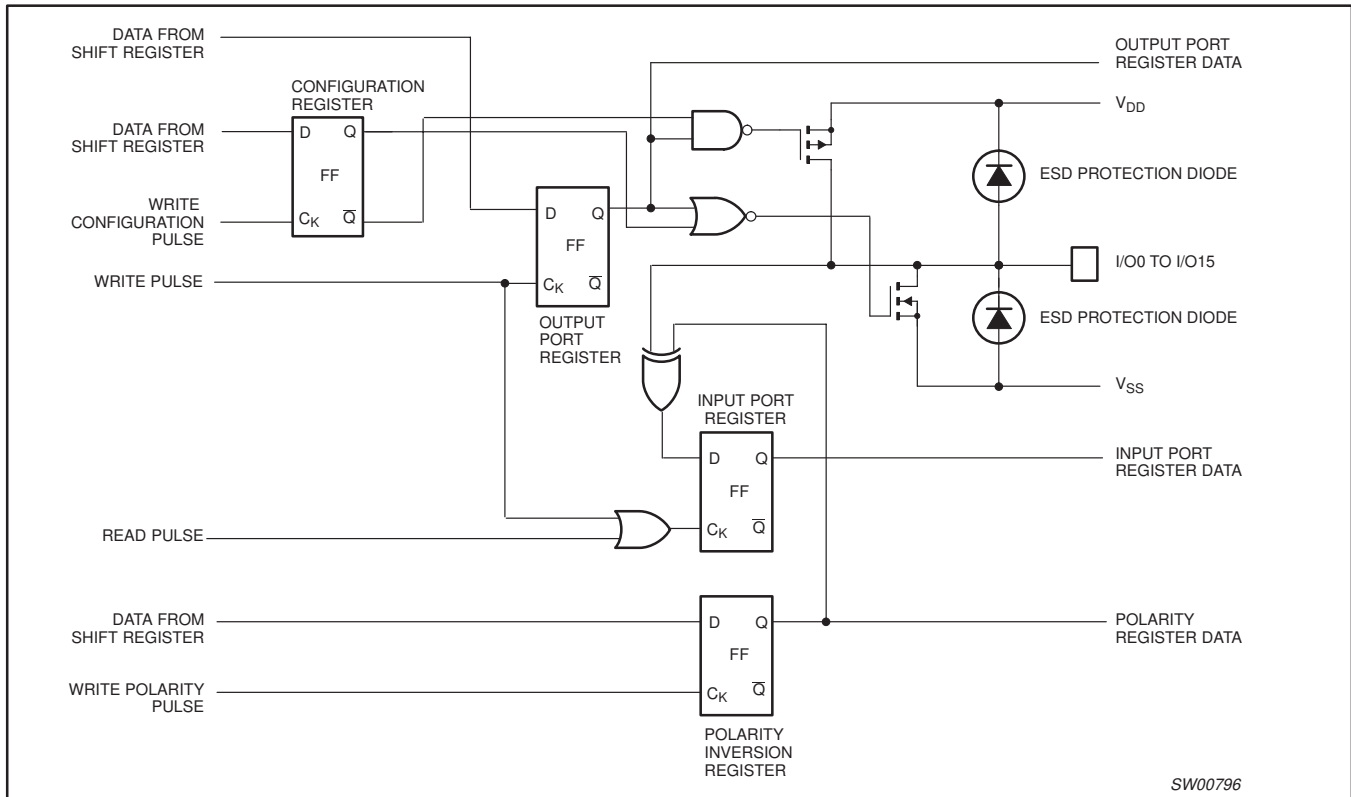 DATA FROM
SHIFT REGISTER
OUTPUT PORT
REGISTER DATA
CONFIGURATION
REGISTER
V_DD
DATA FROM
SHIFT REGISTER
D
Q
FF
ESD PROTECTION DIODE
WRITE
CONFIGURATION
PULSE
C_K
Q̅
D
Q
FF
I/O0 TO I/O15
WRITE PULSE
C_K
Q̅
ESD PROTECTION DIODE
OUTPUT
PORT
REGISTER
V_SS
INPUT PORT
REGISTER
D
Q
INPUT PORT
REGISTER DATA
FF
READ PULSE
C_K
Q̅
DATA FROM
SHIFT REGISTER
D
Q
POLARITY
REGISTER DATA
FF
WRITE POLARITY
PULSE
C_K
Q̅
POLARITY
INVERSION
REGISTER
SW00796